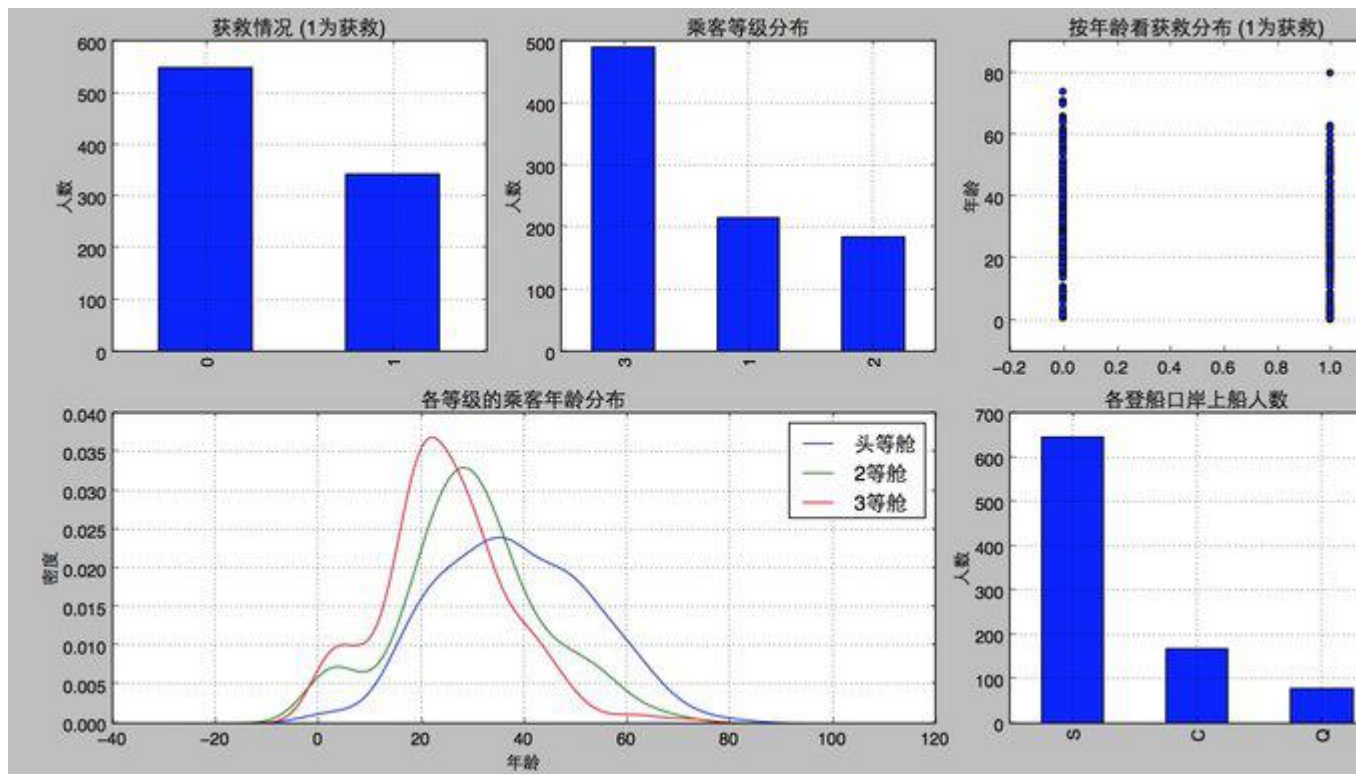 获救情况 (1为获救)
600
500
400
300
200
100
0
人数
0
1
乘客等级分布
500
400
300
200
100
0
人数
3
1
2
按年龄看获救分布 (1为获救)
80
60
40
20
0
年龄
−0.2 0.0 0.2 0.4 0.6 0.8 1.0
各等级的乘客年龄分布
0.040
0.035
0.030
0.025
0.020
0.015
0.010
0.005
0.000
密度
头等舱
2等舱
3等舱
−40 −20 0 20 40 60 80 100 120
年龄
各登船口岸上船人数
700
600
500
400
300
200
100
0
人数
S
C
Q